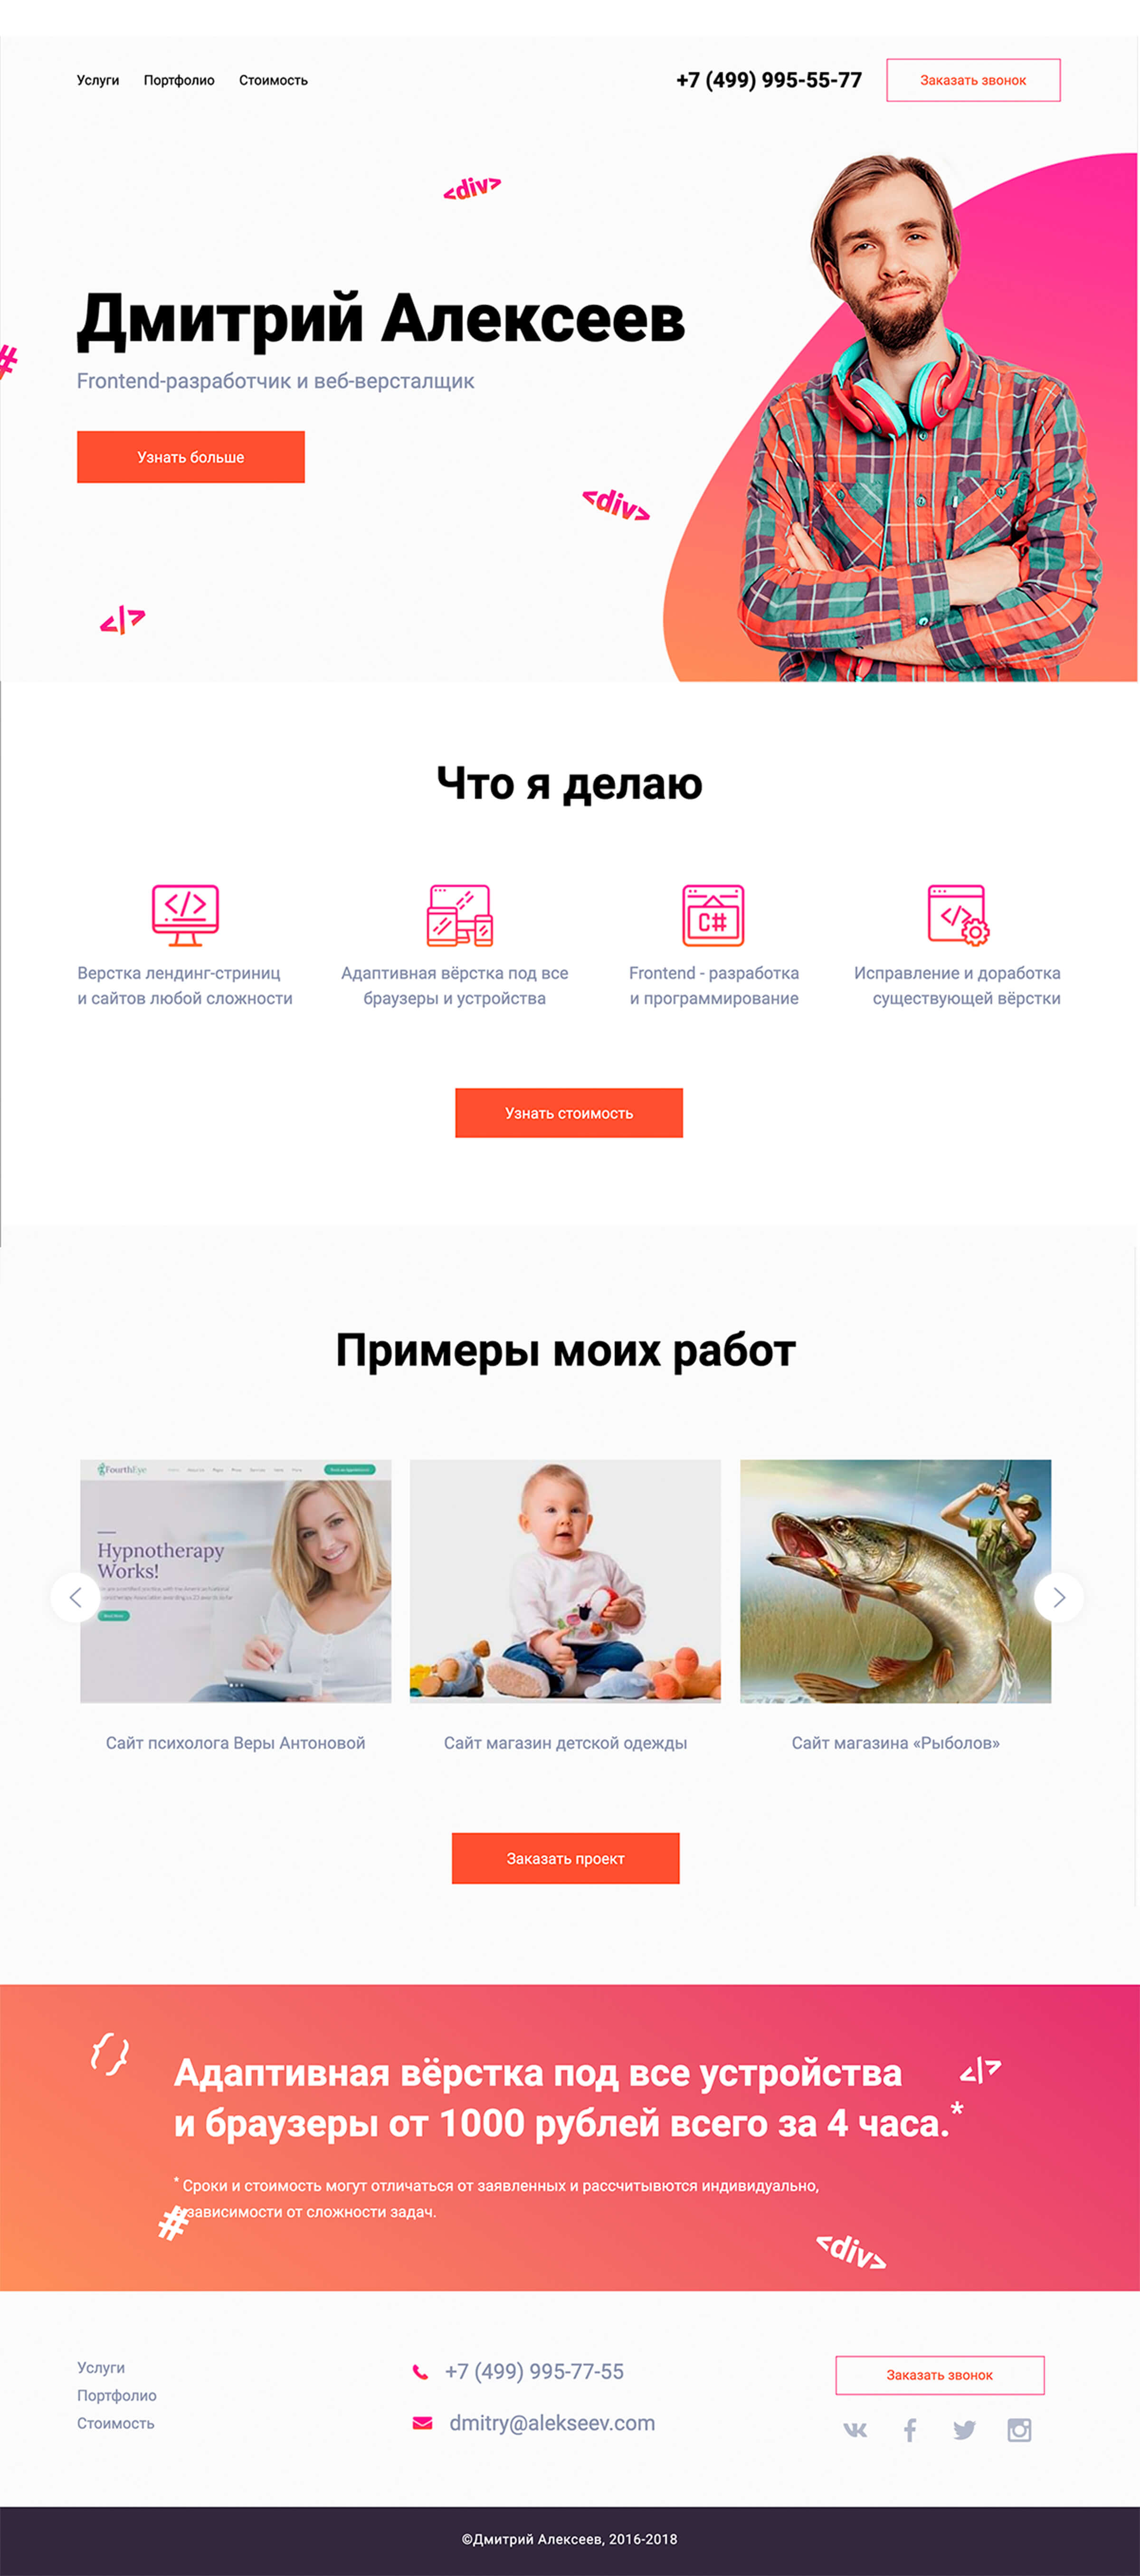 Услуги Портфолио Стоимость +7 (499) 995-55-77 Заказать звонок
<div>
Дмитрий Алексеев
#
Frontend-разработчик и веб-версталщик
Узнать больше
<div>
</>
Что я делаю
</>
C#
</>
Верстка лендинг-стриниц
и сайтов любой сложности
Адаптивная вёрстка под все
браузеры и устройства
Frontend - разработка
и программирование
Исправление и доработка
существующей вёрстки
Узнать стоимость
Примеры моих работ
FourthEye
Hypnotherapy
Works!
Сайт психолога Веры Антоновой
Сайт магазин детской одежды
Сайт магазина «Рыболов»
Заказать проект
{}
</>
Адаптивная вёрстка под все устройства
и браузеры от 1000 рублей всего за 4 часа.*
* Сроки и стоимость могут отличаться от заявленных и рассчитывются индивидуально,
зависимости от сложности задач.
#
<div>
Услуги
Портфолио
Стоимость
+7 (499) 995-77-55
dmitry@alekseev.com
Заказать звонок
©Дмитрий Алексеев, 2016-2018